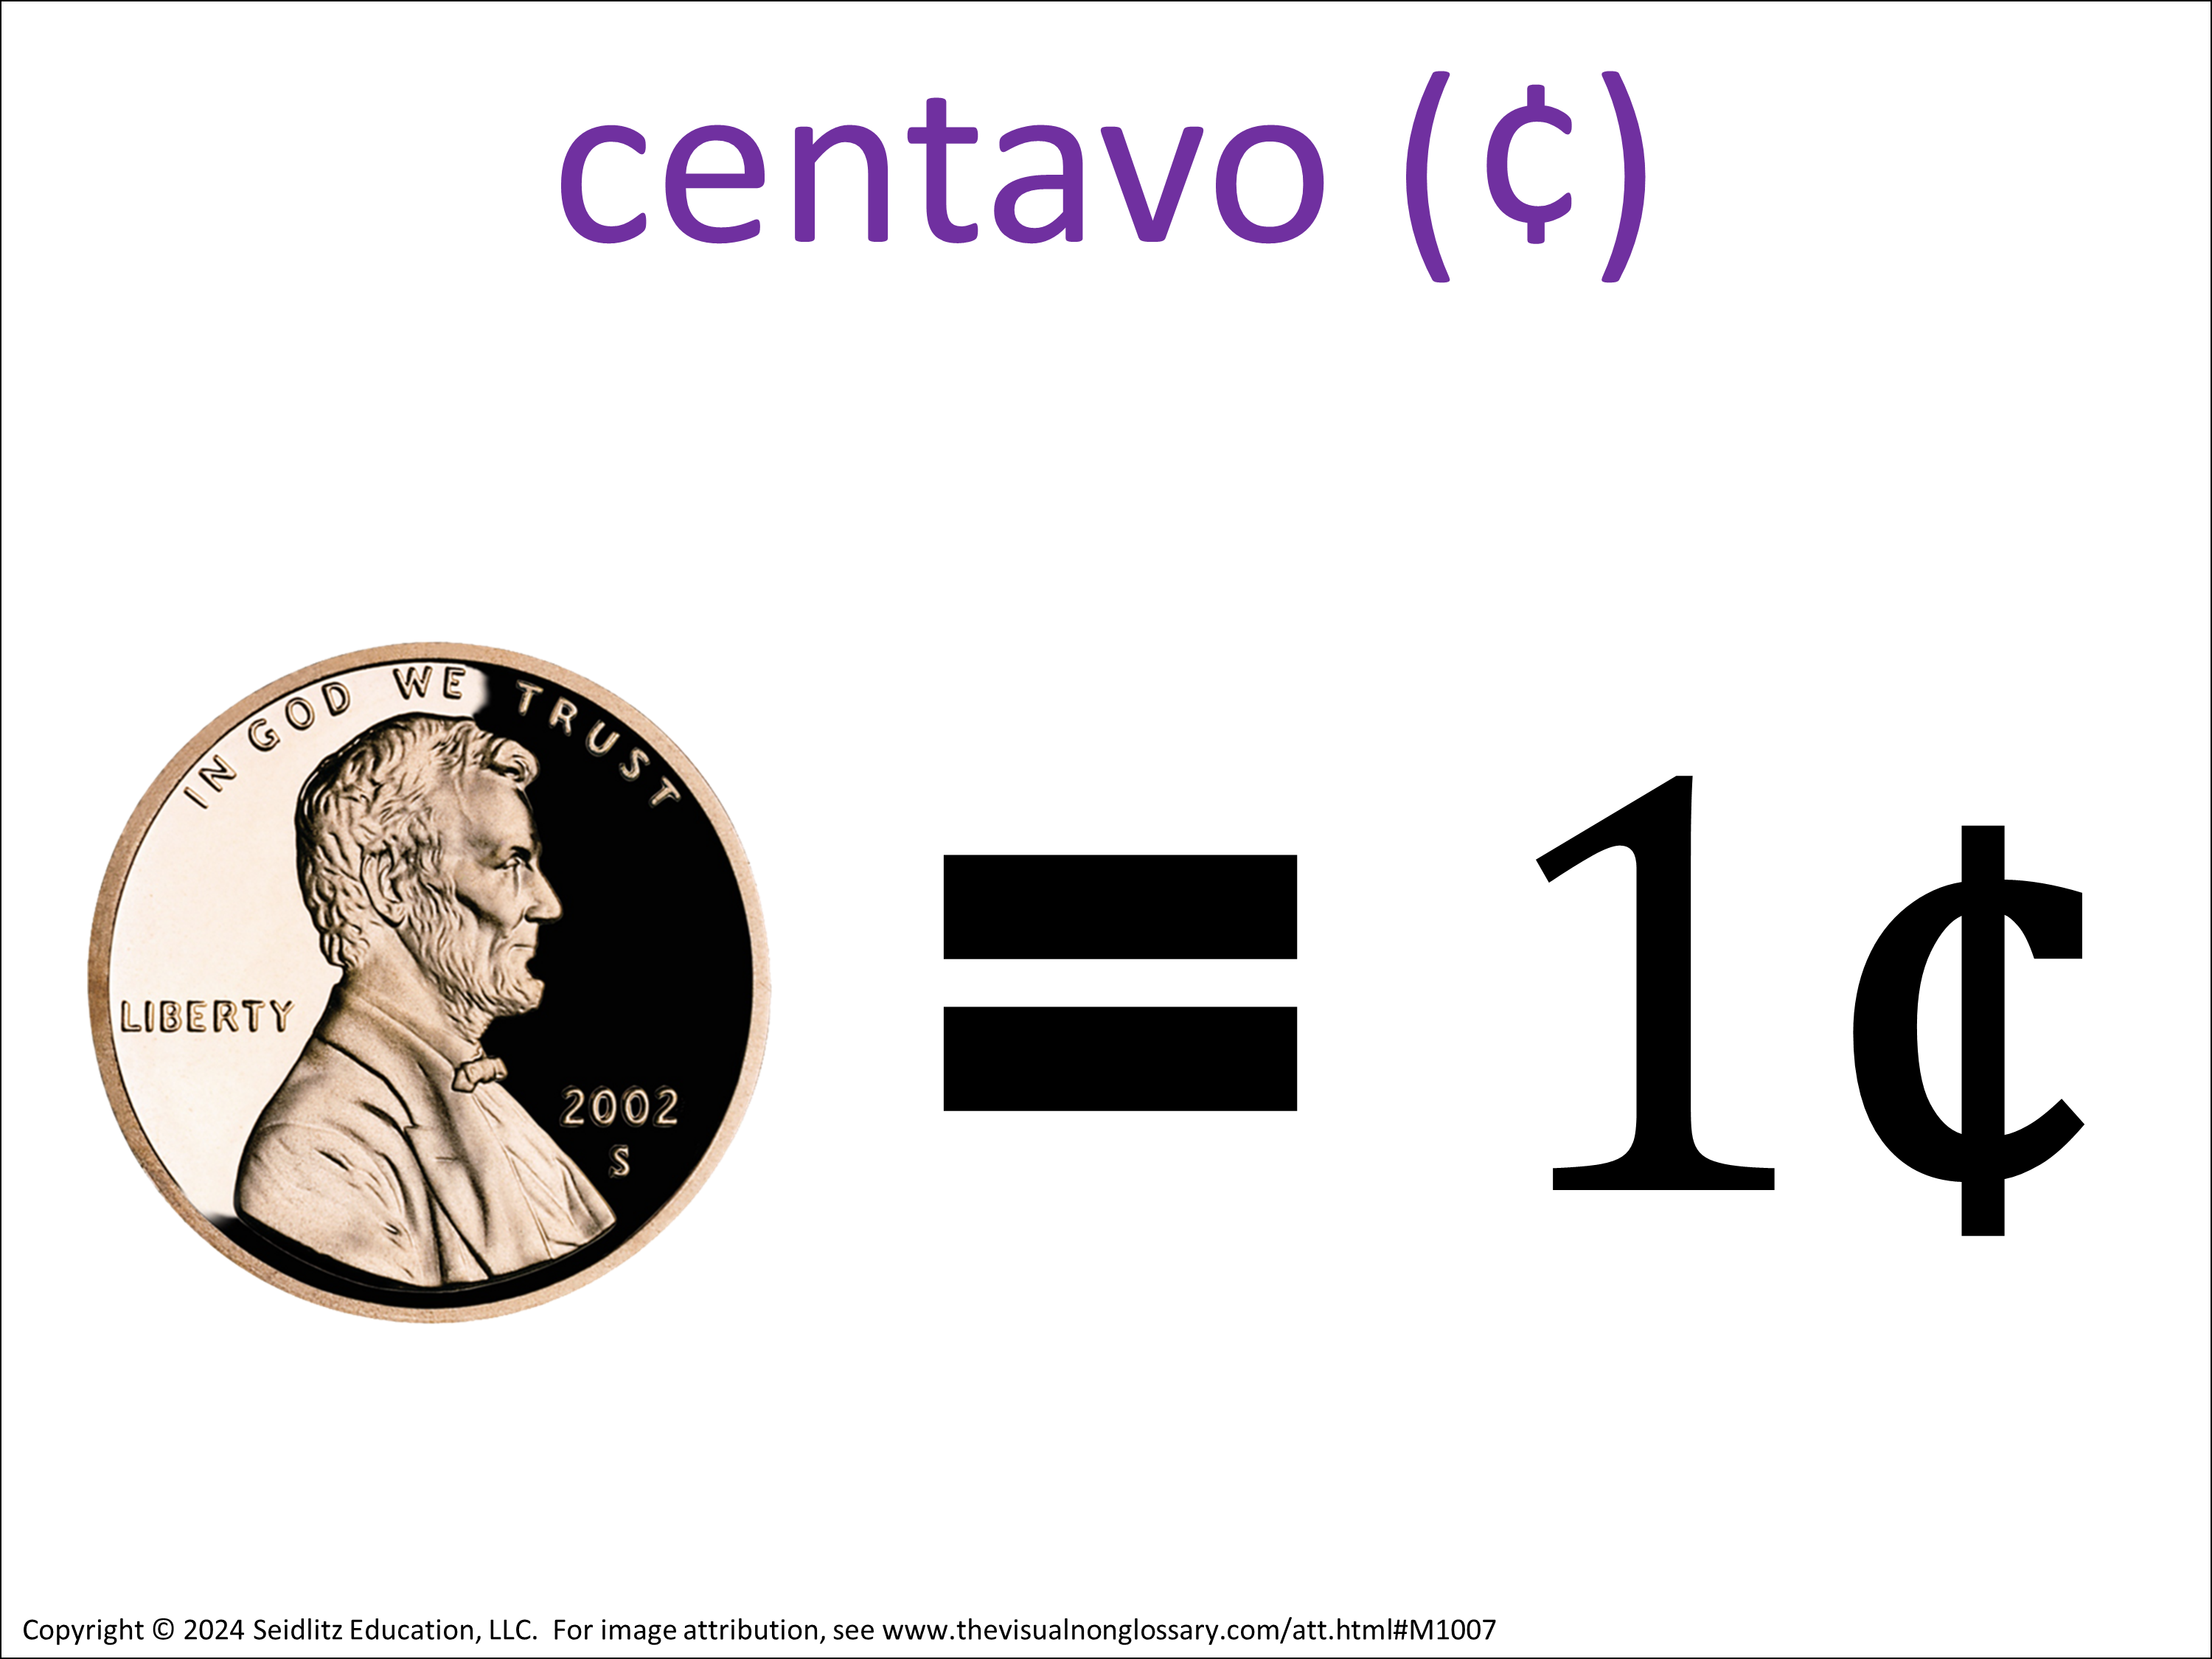 centavo (¢)
IN GOD WE TRUST
LIBERTY
2002
S
= 1¢
Copyright © 2024 Seidlitz Education, LLC.  For image attribution, see www.thevisualnonglossary.com/att.html#M1007